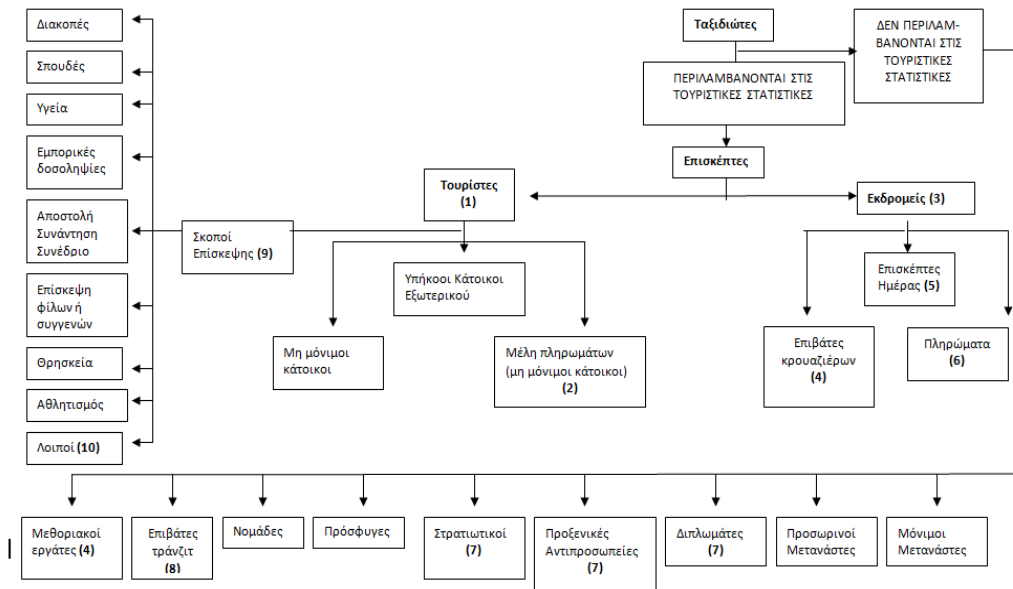 Ταξιδιώτες
ΔΕΝ ΠΕΡΙΛΑΜ-
ΒΑΝΟΝΤΑΙ ΣΤΙΣ
ΤΟΥΡΙΣΤΙΚΕΣ
ΣΤΑΤΙΣΤΙΚΕΣ
ΠΕΡΙΛΑΜΒΑΝΟΝΤΑΙ ΣΤΙΣ
ΤΟΥΡΙΣΤΙΚΕΣ ΣΤΑΤΙΣΤΙΚΕΣ
Επισκέπτες
Τουρίστες
(1)
Εκδρομείς (3)
Σκοποί
Επίσκεψης (9)
Διακοπές
Σπουδές
Υγεία
Εμπορικές
δοσοληψίες
Αποστολή
Συνάντηση
Συνέδριο
Επίσκεψη
φίλων ή
συγγενών
Θρησκεία
Αθλητισμός
Λοιποί (10)
Μη μόνιμοι
κάτοικοι
Υπήκοοι Κάτοικοι
Εξωτερικού
Μέλη πληρωμάτων
(μη μόνιμοι κάτοικοι)
(2)
Επιβάτες
κρουαζιέρων
(4)
Επισκέπτες
Ημέρας (5)
Πληρώματα
(6)
Μεθοριακοί
εργάτες (4)
Επιβάτες
τράνζιτ
(8)
Νομάδες
Πρόσφυγες
Στρατιωτικοί
(7)
Προξενικές
Αντιπροσωπείες
(7)
Διπλωμάτες
(7)
Προσωρινοί
Μετανάστες
Μόνιμοι
Μετανάστες